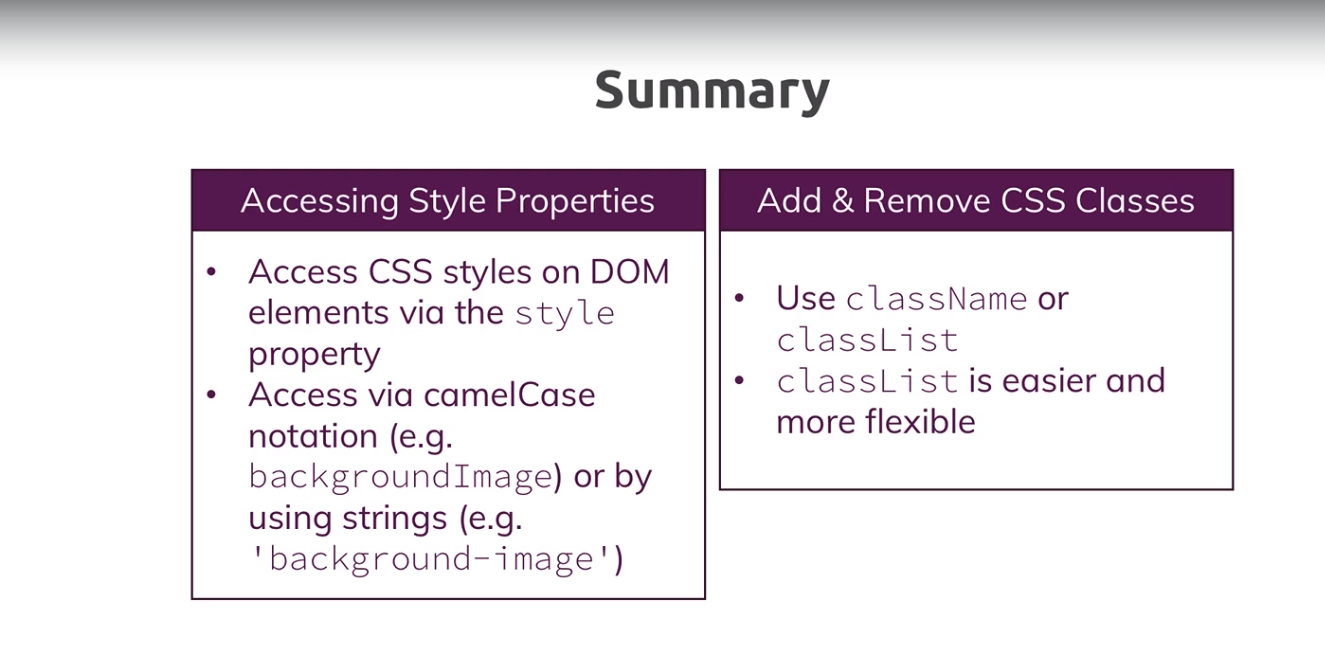 Summary
Accessing Style Properties
• Access CSS styles on DOM
elements via the style
property
• Access via camelCase
notation (e.g.
backgroundImage) or by
using strings (e.g.
'background-image')
Add & Remove CSS Classes
• Use className or
classList
• classList is easier and
more flexible